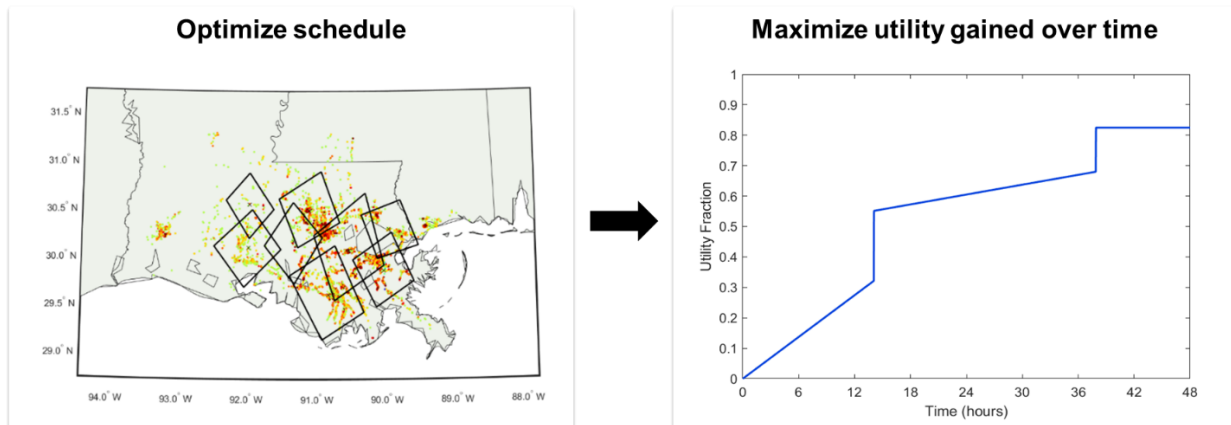 Optimize schedule
31.5° N
31.0° N
30.5° N
30.0° N
29.5° N
29.0° N
94.0° W 93.0° W 92.0° W 91.0° W 90.0° W 89.0° W 88.0° W
Maximize utility gained over time
Utility Fraction
1
0.9
0.8
0.7
0.6
0.5
0.4
0.3
0.2
0.1
0
0 6 12 18 24 30 36 42 48
Time (hours)